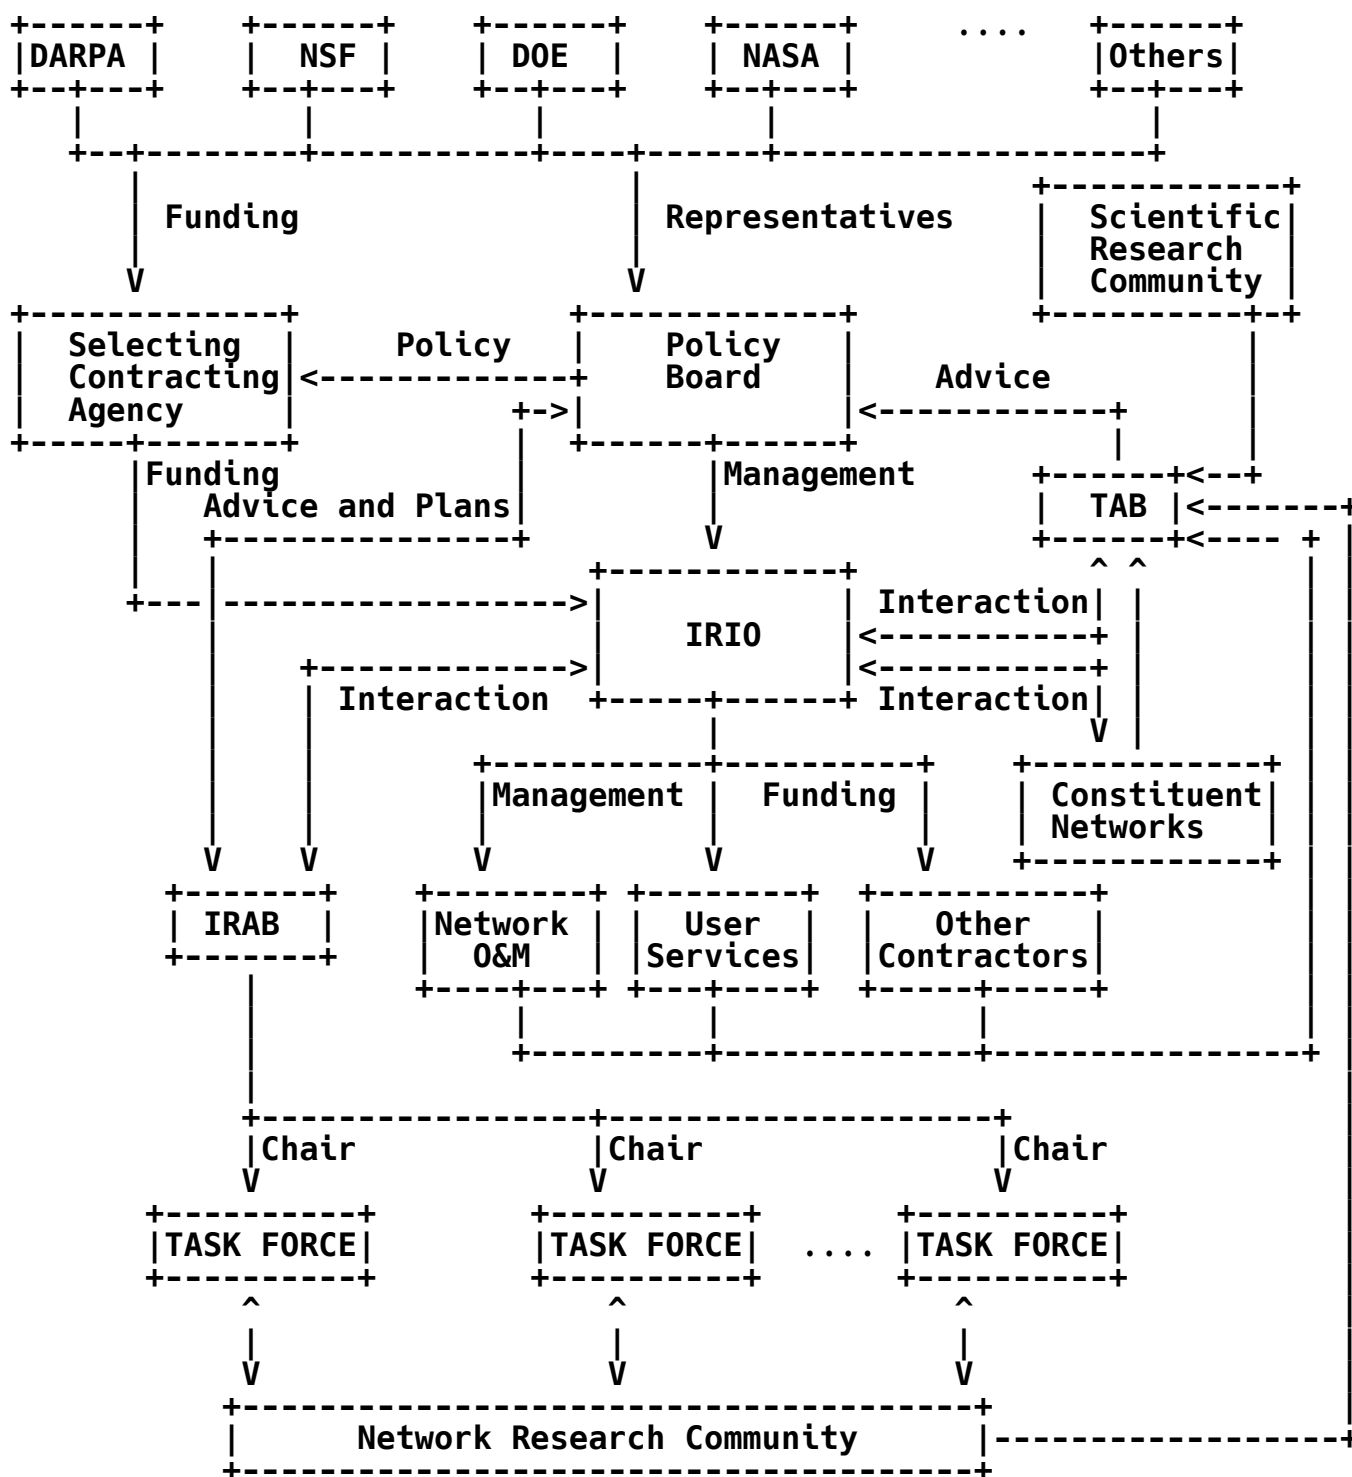 DARPA NSF DOE NASA .... Others
Funding Representatives Scientific
Research
Community
Selecting Policy Policy
Contracting Board Advice
Agency
Funding Management
Advice and Plans TAB
Interaction
IRIO
Interaction Interaction
Management Funding Constituent
Networks
IRAB Network User Other
O&M Services Contractors
Chair Chair Chair
TASK FORCE TASK FORCE .... TASK FORCE
Network Research Community